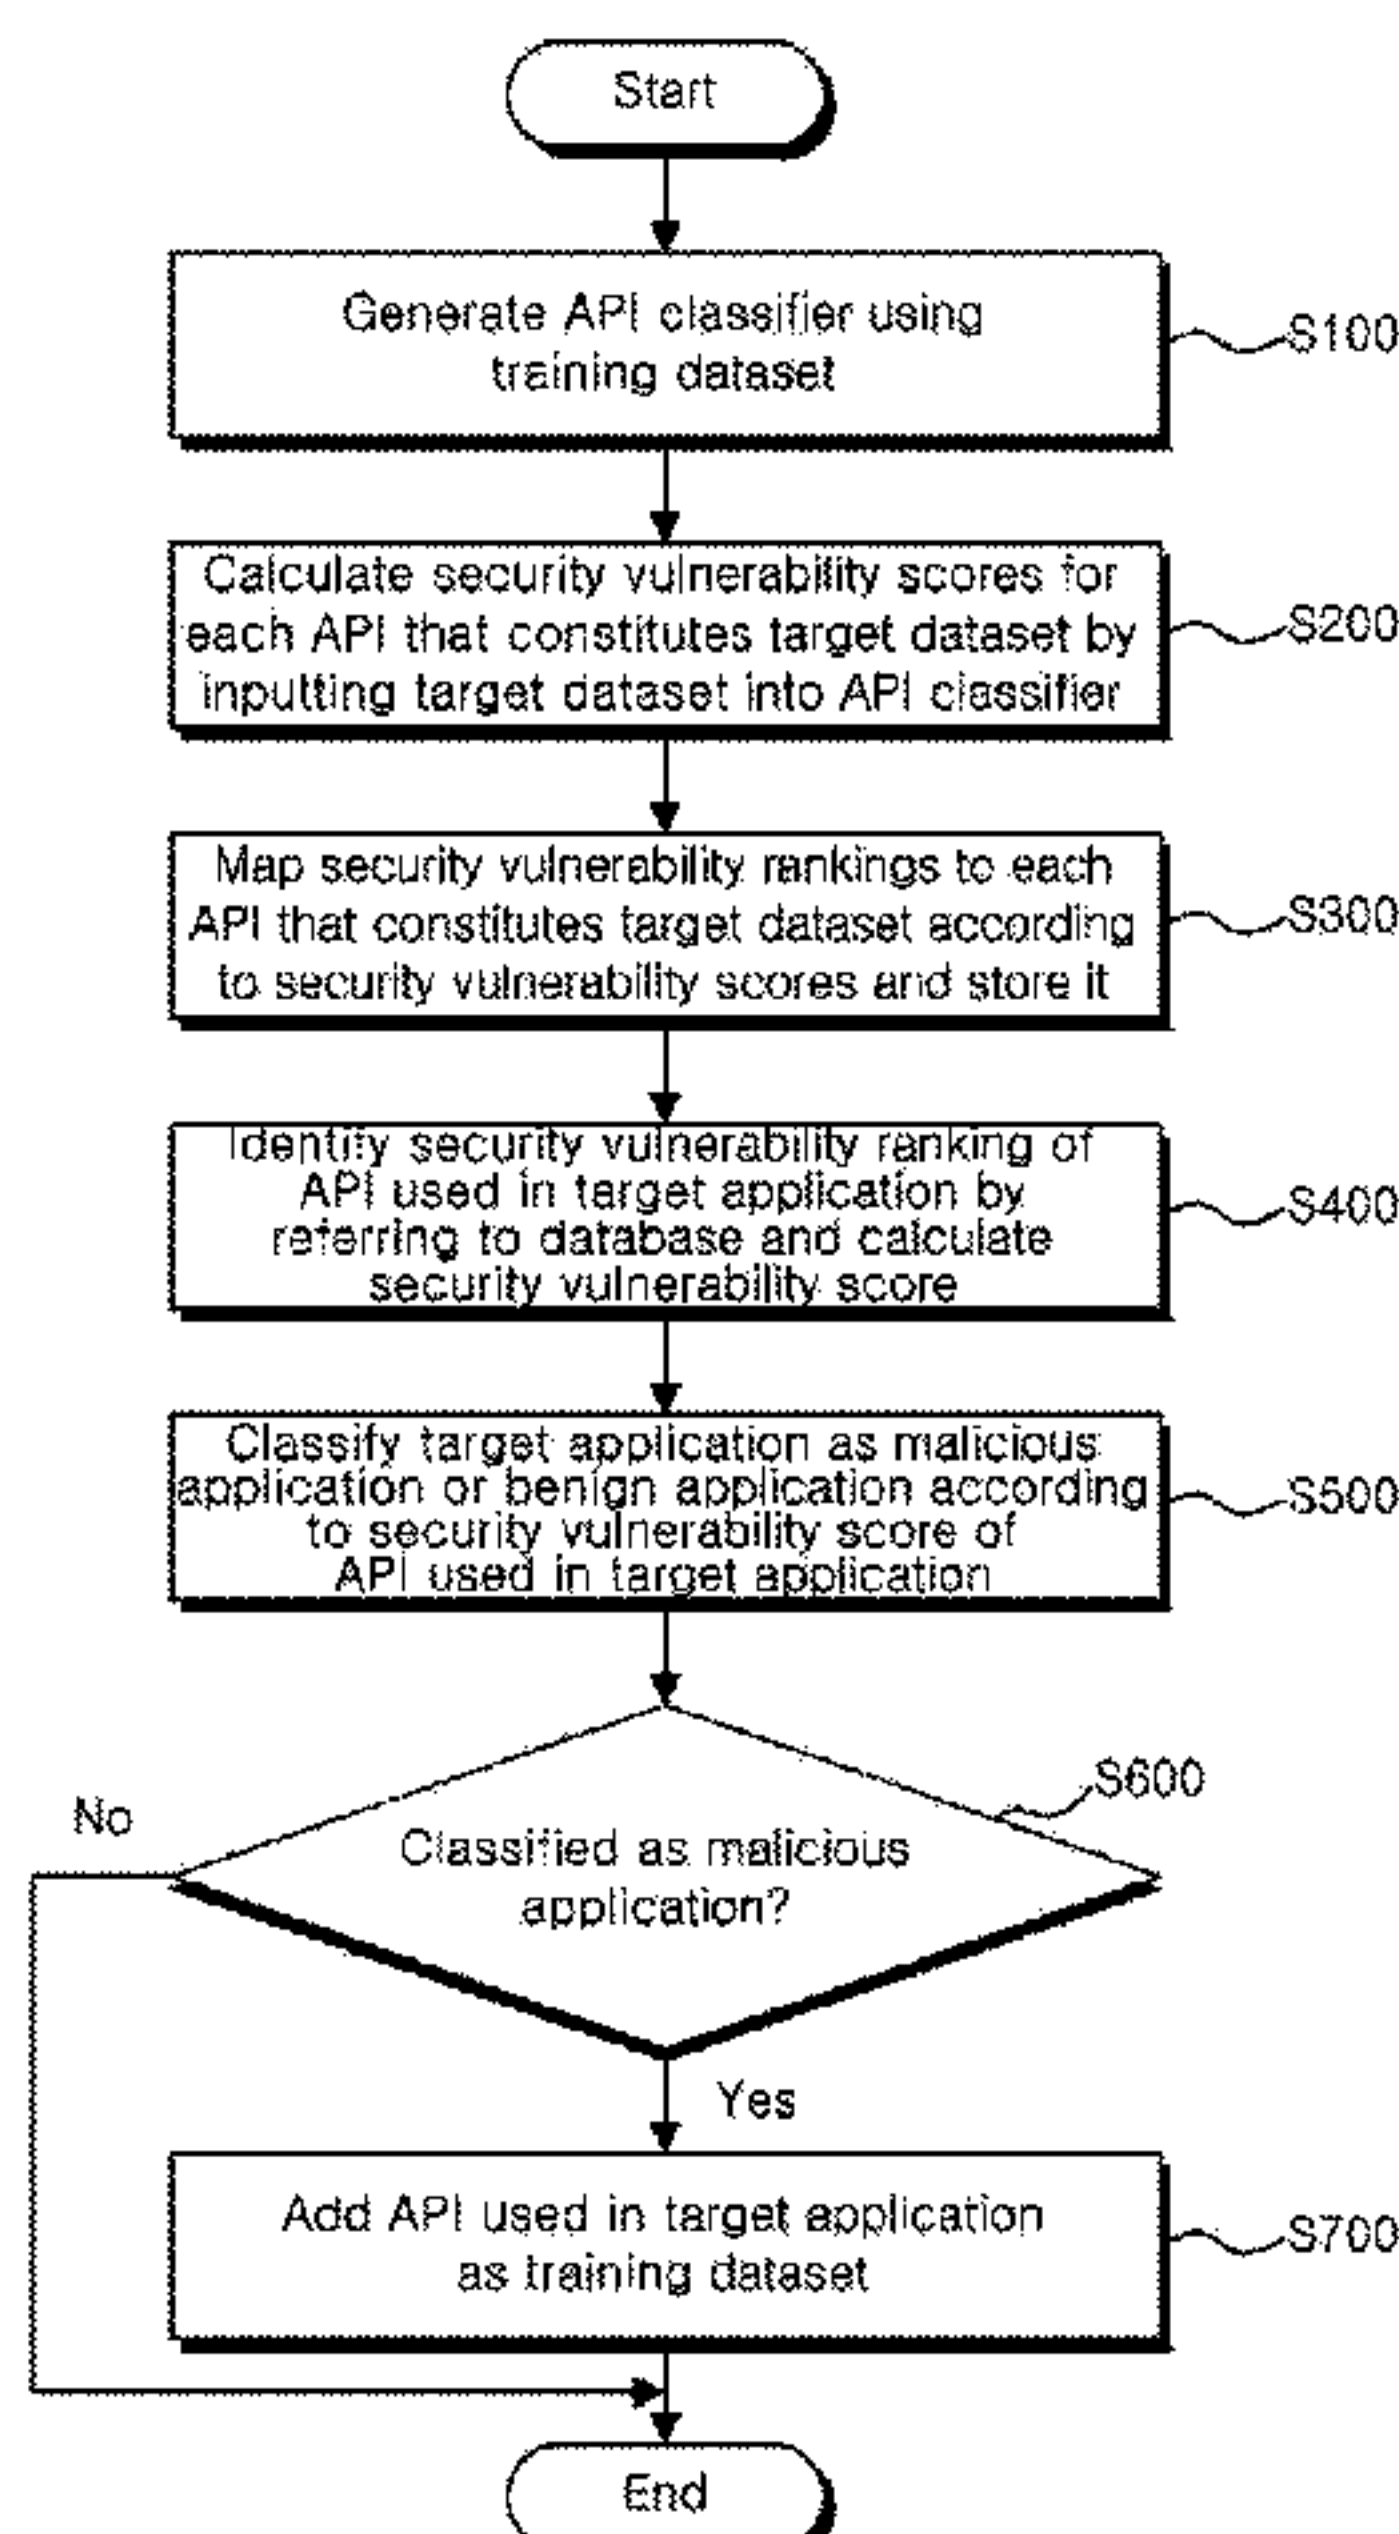 Start
Generate API classifier using
training dataset
S100
Calculate security vulnerability scores for
each API that constitutes target dataset by
inputting target dataset into API classifier
S200
Map security vulnerability rankings to each
API that constitutes target dataset according
to security vulnerability scores and store it
S300
Identify security vulnerability ranking of
API used in target application by
referring to database and calculate
security vulnerability score
S400
Classify target application as malicious
application or benign application according
to security vulnerability score of
API used in target application
S500
S600
No
Classified as malicious
application?
Yes
Add API used in target application
as training dataset
S700
End